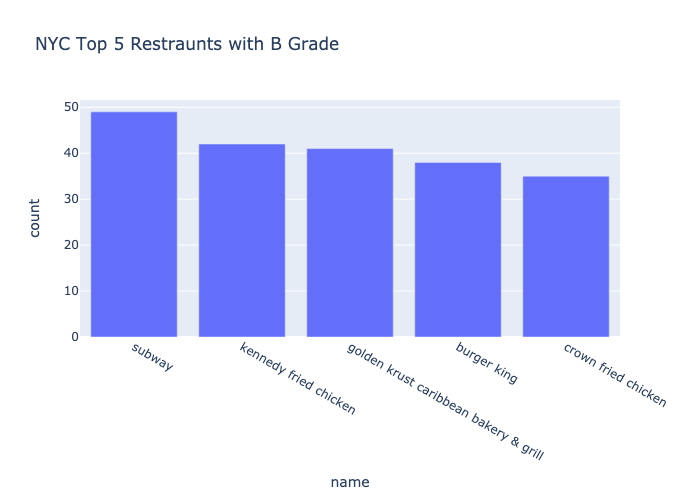 NYC Top 5 Restraunts with B Grade
count
50
40
30
20
10
0
subway
kennedy fried chicken
golden krust caribbean bakery & grill
burger king
crown fried chicken
name